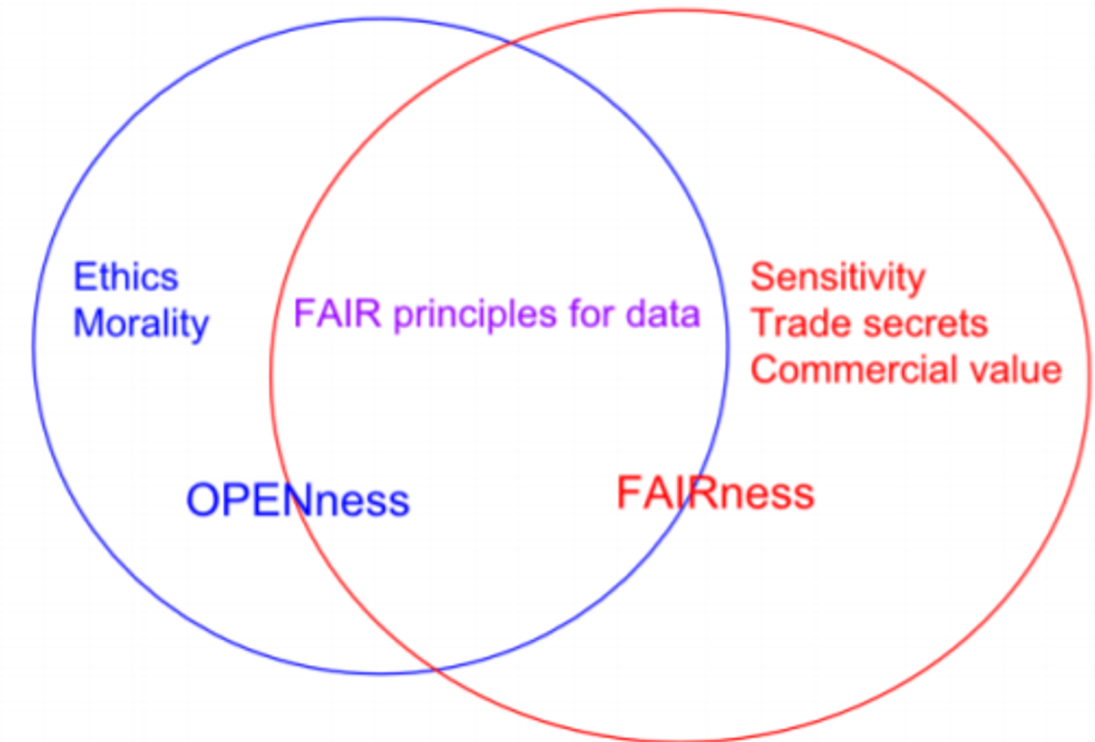 Ethics
Morality
FAIR principles for data
Sensitivity
Trade secrets
Commercial value
OPENness
FAIRness